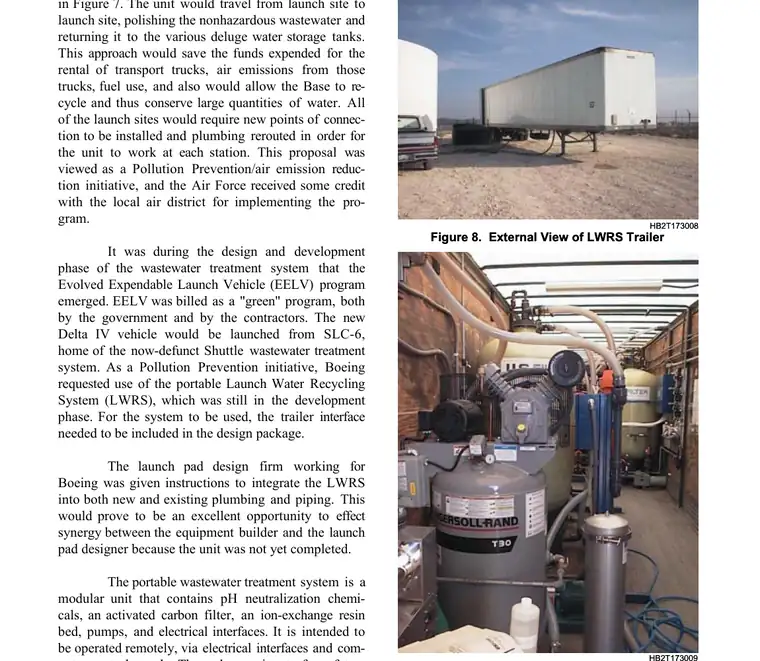 in Figure 7. The unit would travel from launch site to
launch site, polishing the nonhazardous wastewater and
returning it to the various deluge water storage tanks.
This approach would save the funds expended for the
rental of transport trucks, air emissions from those
trucks, fuel use, and also would allow the Base to re-
cycle and thus conserve large quantities of water. All
of the launch sites would require new points of connec-
tion to be installed and plumbing rerouted in order for
the unit to work at each station. This proposal was
viewed as a Pollution Prevention/air emission reduc-
tion initiative, and the Air Force received some credit
with the local air district for implementing the pro-
gram.
It was during the design and development
phase of the wastewater treatment system that the
Evolved Expendable Launch Vehicle (EELV) program
emerged. EELV was billed as a "green" program, both
by the government and by the contractors. The new
Delta IV vehicle would be launched from SLC-6,
home of the now-defunct Shuttle wastewater treatment
system. As a Pollution Prevention initiative, Boeing
requested use of the portable Launch Water Recycling
System (LWRS), which was still in the development
phase. For the system to be used, the trailer interface
needed to be included in the design package.
The launch pad design firm working for
Boeing was given instructions to integrate the LWRS
into both new and existing plumbing and piping. This
would prove to be an excellent opportunity to effect
synergy between the equipment builder and the launch
pad designer because the unit was not yet completed.
The portable wastewater treatment system is a
modular unit that contains pH neutralization chemi-
cals, an activated carbon filter, an ion-exchange resin
bed, pumps, and electrical interfaces. It is intended to
be operated remotely, via electrical interfaces and com-
HB2T173008
Figure 8. External View of LWRS Trailer
U.S. FILTER
FILTER
INGERSOLL-RAND
T30
HB2T173009